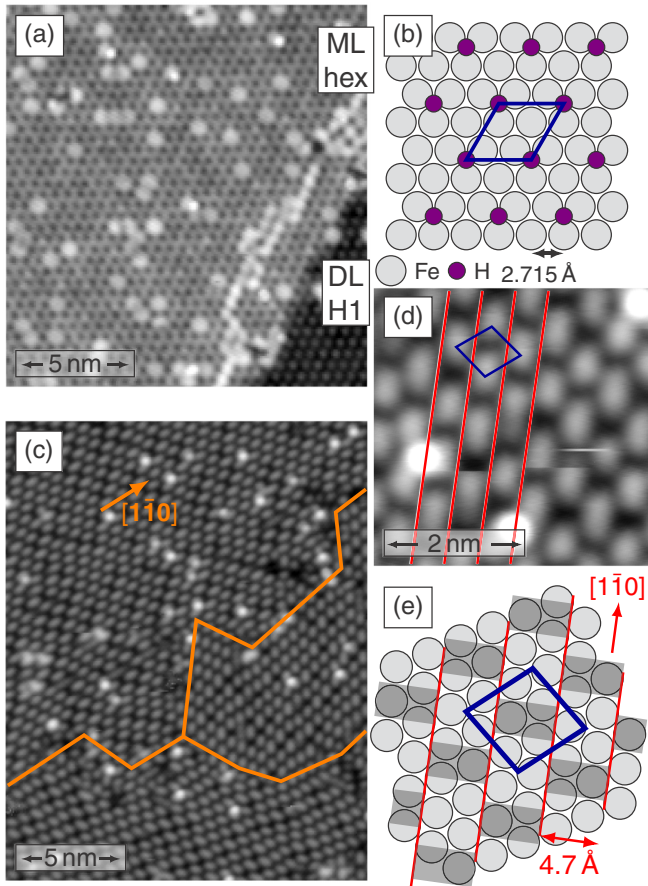 (a)
ML
hex
DL
H1
5 nm
(b)
Fe
H
2.715 Å
(c)
[11̄0]
5 nm
(d)
2 nm
(e)
[11̄0]
4.7 Å